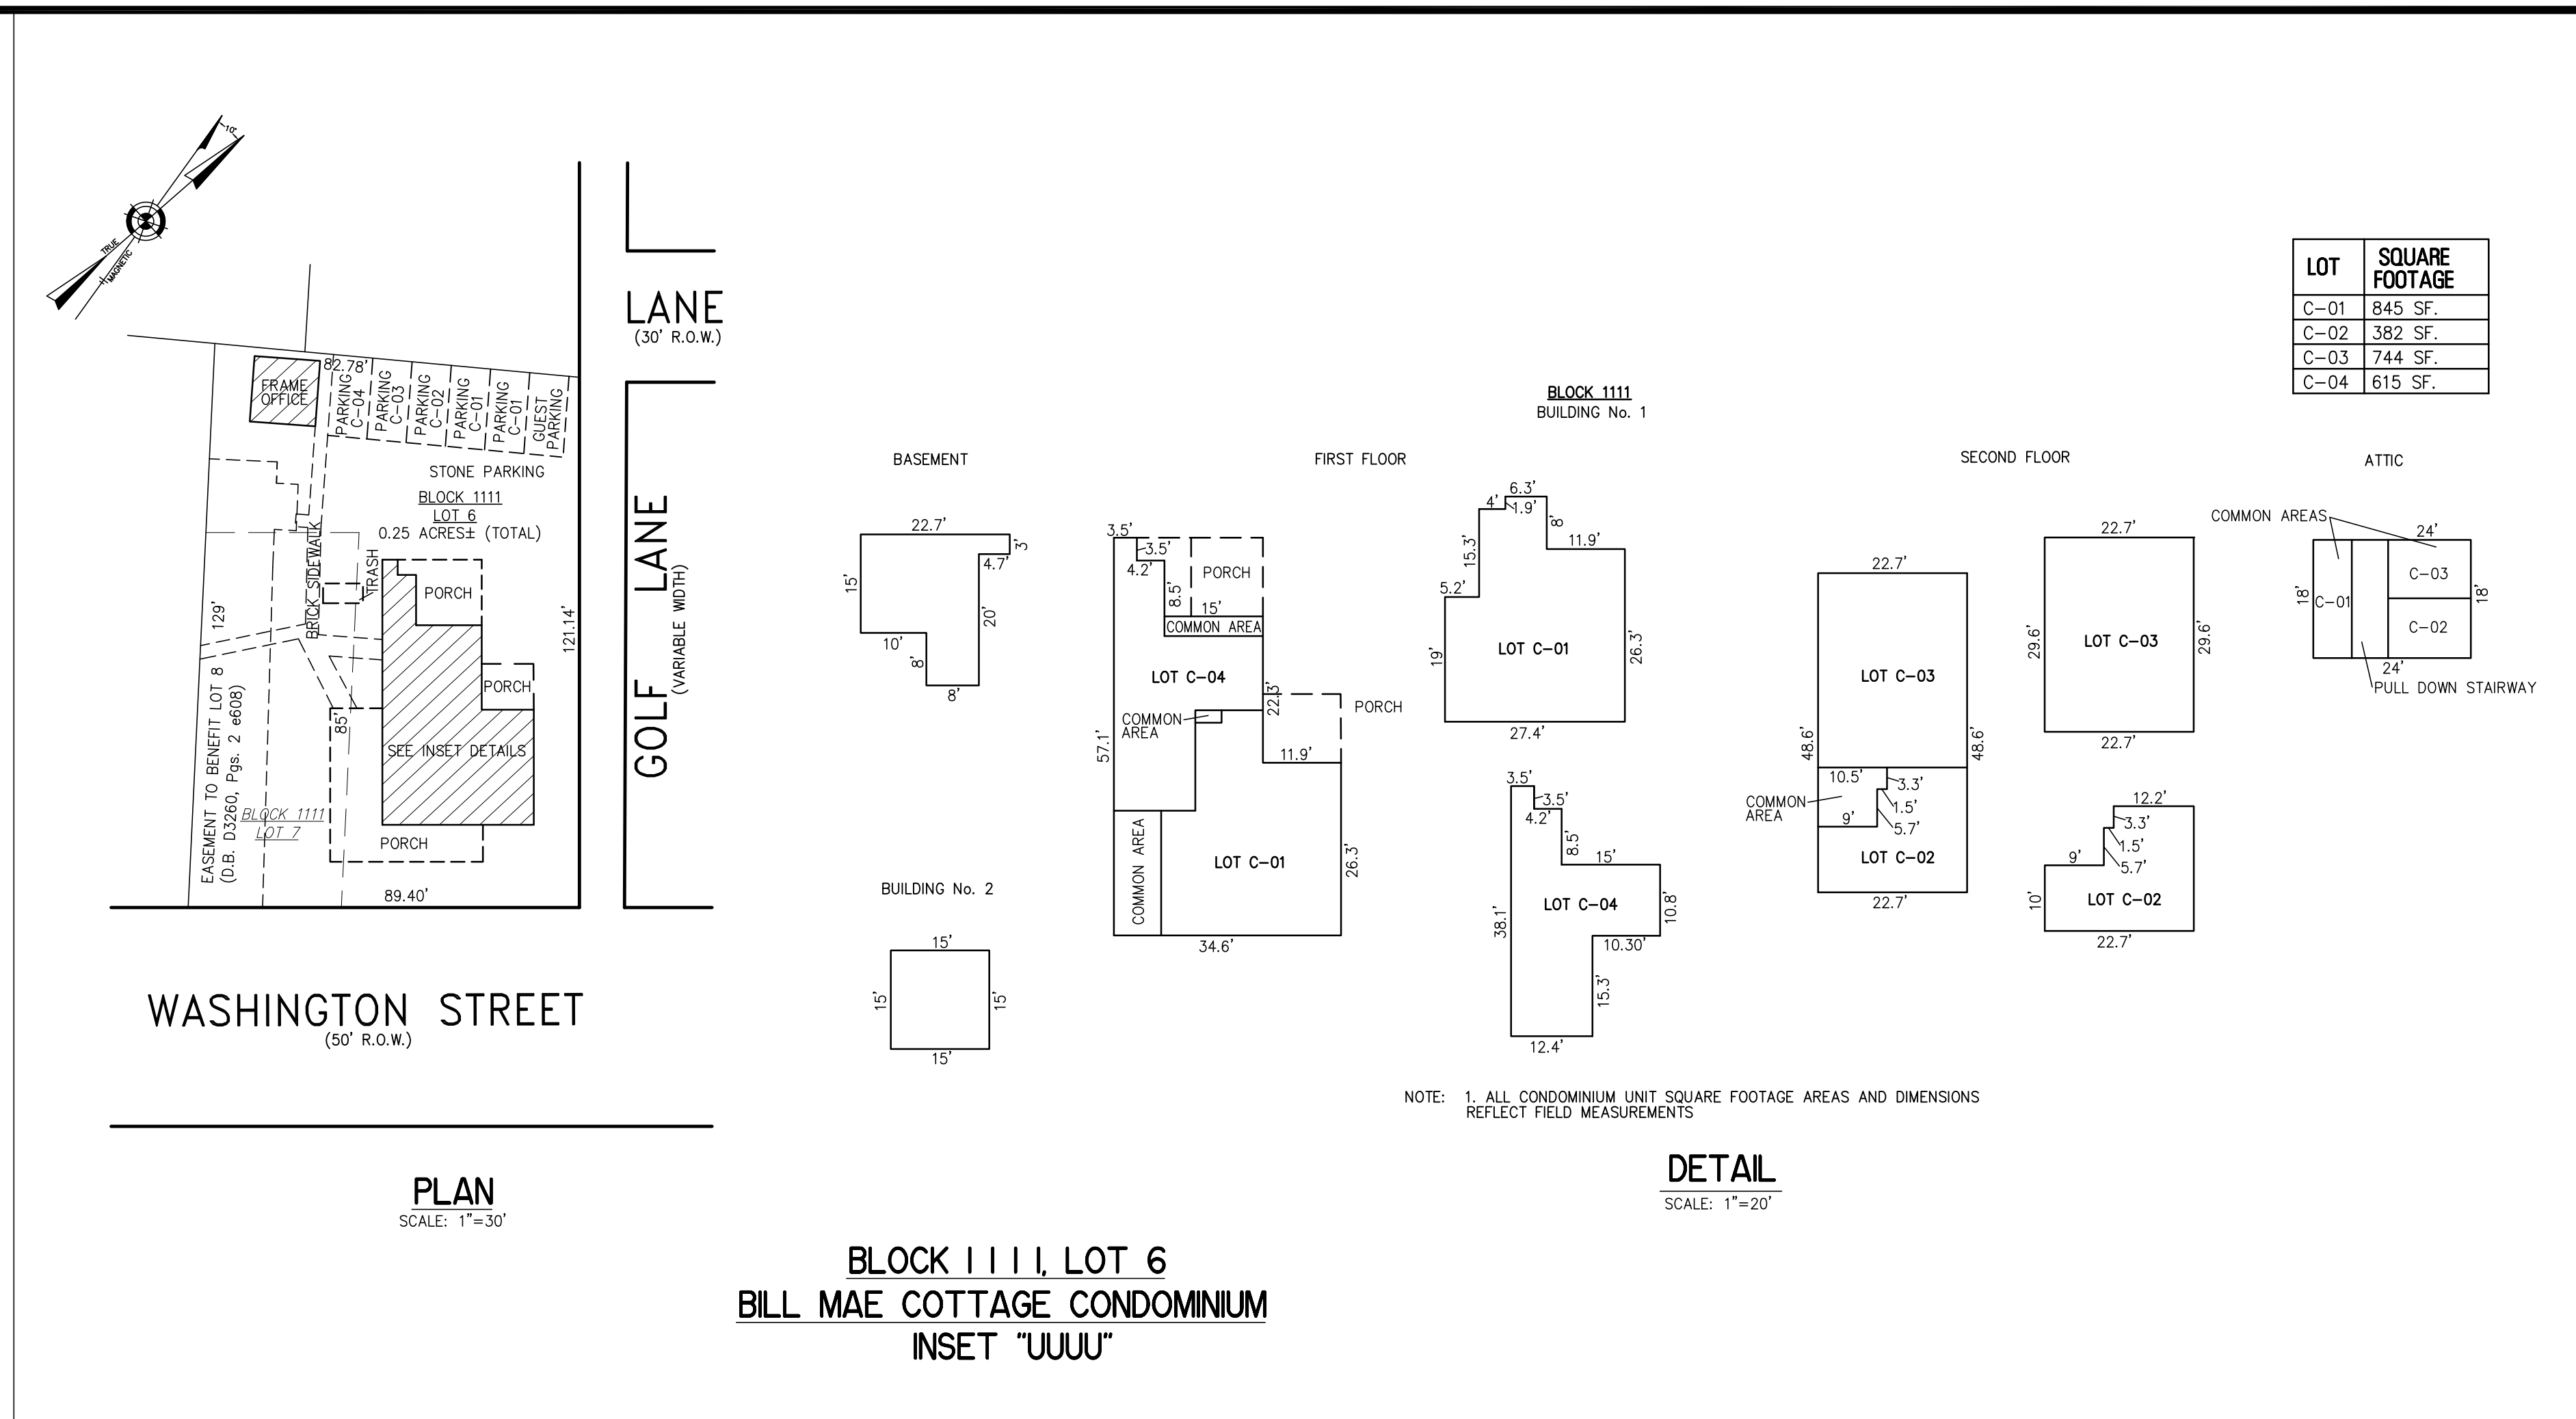 10°
TRUE
MAGNETIC
LANE
(30' R.O.W.)
GOLF LANE
(VARIABLE WIDTH)
FRAME
OFFICE
82.78'
PARKING
C-04
PARKING
C-03
PARKING
C-02
PARKING
C-01
PARKING
C-01
GUEST
PARKING
STONE PARKING
BLOCK 1111
LOT 6
0.25 ACRES± (TOTAL)
BRICK SIDEWALK
TRASH
PORCH
PORCH
129'
121.14'
85'
SEE INSET DETAILS
EASEMENT TO BENEFIT LOT 8
(D.B. D3260, Pgs. 2 e608)
BLOCK 1111
LOT 7
PORCH
89.40'
WASHINGTON STREET
(50' R.O.W.)
PLAN
SCALE: 1"=30'
LOT SQUARE
FOOTAGE
C-01 845 SF.
C-02 382 SF.
C-03 744 SF.
C-04 615 SF.
BLOCK 1111
BUILDING No. 1
BASEMENT
22.7'
3'
4.7'
15'
20'
10'
8'
8'
BUILDING No. 2
15'
15'
15'
15'
FIRST FLOOR
3.5'
3.5'
4.2'
8.5'
PORCH
15'
COMMON AREA
LOT C-04
COMMON
AREA
22.3'
PORCH
57.1'
11.9'
COMMON AREA
LOT C-01
26.3'
34.6'
6.3'
4'
1.9'
8'
11.9'
15.3'
5.2'
LOT C-01
19'
26.3'
27.4'
3.5'
3.5'
4.2'
8.5'
15'
LOT C-04
38.1'
10.8'
10.30'
15.3'
12.4'
SECOND FLOOR
22.7'
LOT C-03
48.6'
48.6'
10.5'
3.3'
COMMON
AREA
1.5'
9'
5.7'
LOT C-02
22.7'
22.7'
29.6'
LOT C-03
29.6'
22.7'
12.2'
3.3'
1.5'
9'
5.7'
10'
LOT C-02
22.7'
ATTIC
COMMON AREAS
24'
18'
C-01
C-03
C-02
18'
24'
PULL DOWN STAIRWAY
NOTE: 1. ALL CONDOMINIUM UNIT SQUARE FOOTAGE AREAS AND DIMENSIONS
REFLECT FIELD MEASUREMENTS
DETAIL
SCALE: 1"=20'
BLOCK 1111, LOT 6
BILL MAE COTTAGE CONDOMINIUM
INSET "UUUU"